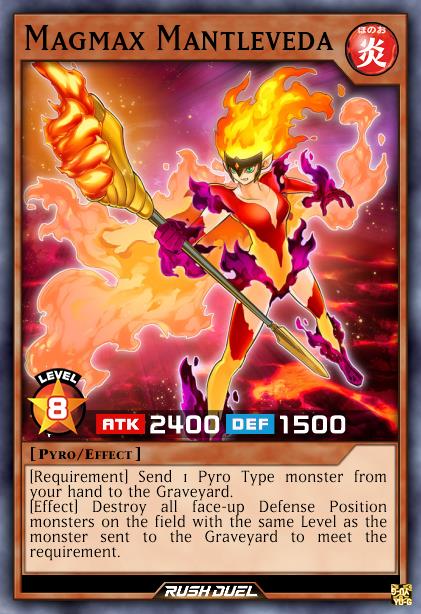 Magmax Mantleveda
ほのお
炎
LEVEL
8
ATK 2400 DEF 1500
[Pyro/Effect]
[Requirement] Send 1 Pyro Type monster from
your hand to the Graveyard.
[Effect] Destroy all face-up Defense Position
monsters on the field with the same Level as the
monster sent to the Graveyard to meet the
requirement.
RUSH DUEL